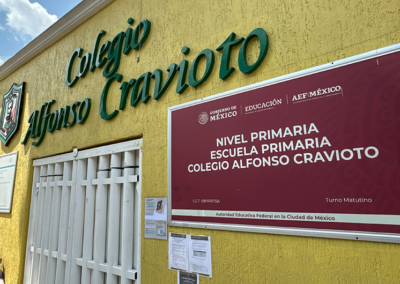 Colegio
Alfonso Cravioto
GOBIERNO DE
MÉXICO
EDUCACIÓN
AEF MÉXICO
NIVEL PRIMARIA
ESCUELA PRIMARIA
COLEGIO ALFONSO CRAVIOTO
Turno Matutino
Autoridad Educativa Federal en la Ciudad de México